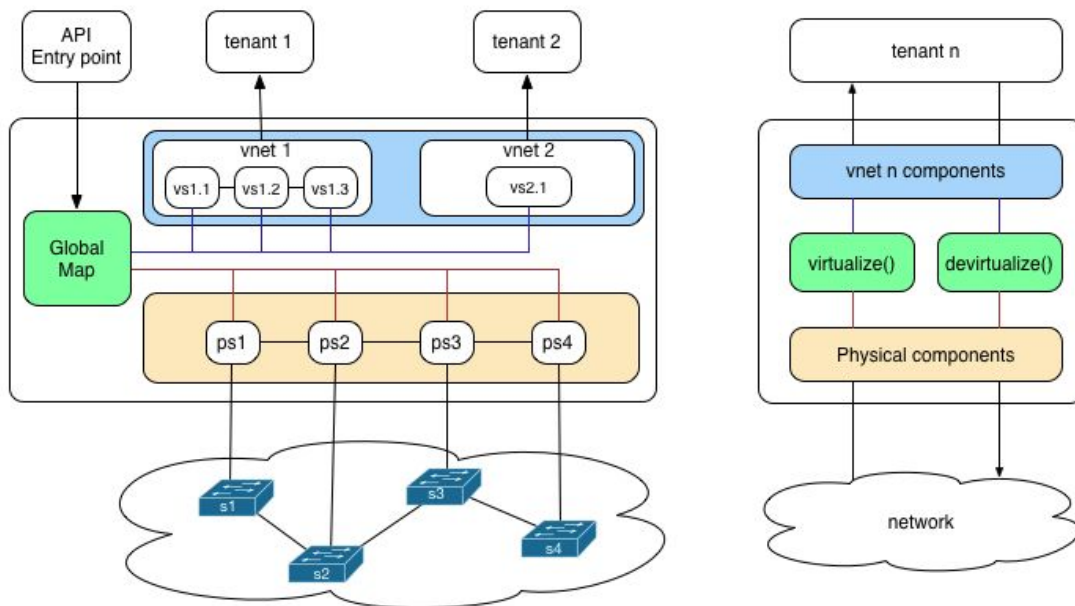 API
Entry point
tenant 1
tenant 2
vnet 1
vnet 2
vs1.1
vs1.2
vs1.3
vs2.1
Global
Map
ps1
ps2
ps3
ps4
s1
s2
s3
s4
tenant n
vnet n components
virtualize()
devirtualize()
Physical components
network